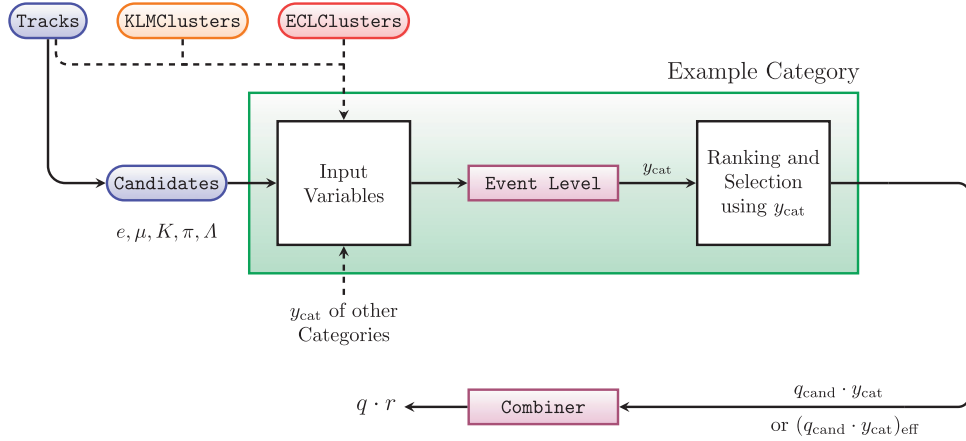 Tracks
KLMClusters
ECLClusters
Example Category
Candidates
e, μ, K, π, Λ
Input
Variables
Event Level
y_cat
Ranking and
Selection
using y_cat
y_cat of other
Categories
q · r
Combiner
q_cand · y_cat
or (q_cand · y_cat)_eff